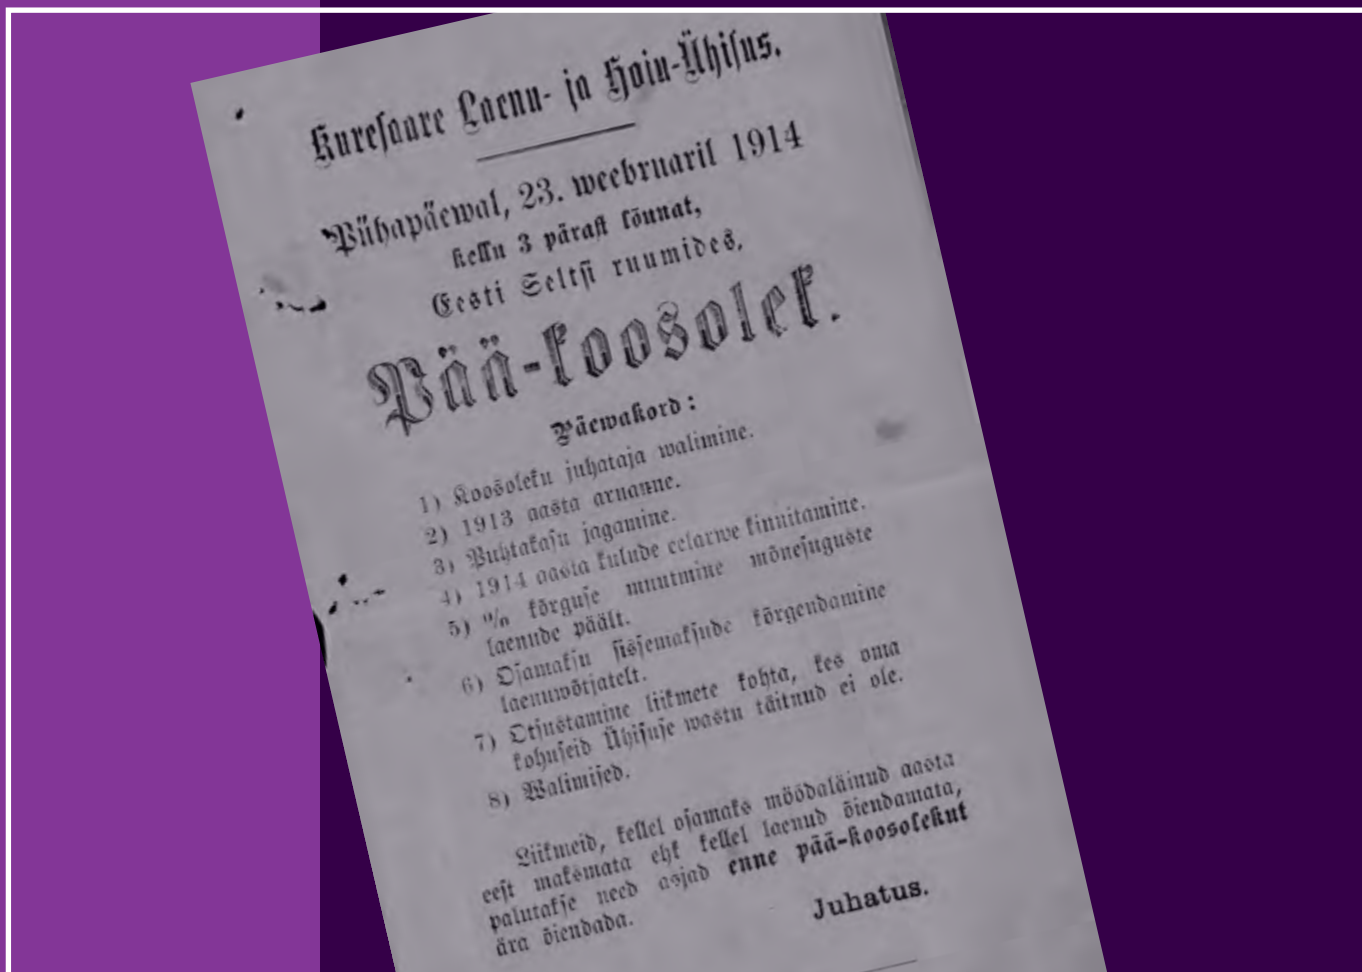 Kuresaare Laenu- ja Hoiu-Ühisus.
Pühapäewal, 23. weebruaril 1914
kellu 3 pärast lõunat,
Eesti Seltsi ruumides,
Pää-koosolek.
Päewakord:
1) Koosoleku juhataja walimine.
2) 1913 aasta aruanne.
3) Puhtakasu jagamine.
4) 1914 aasta kulude eelarwe kinnitamine.
5) % kõrguse muutmine mõnesuguste
laenude päält.
6) Osamaksu sissemaksude kõrgendamine
laenuwõtjatelt.
7) Otsustamine liikmete kohta, kes oma
kohuseid Ühisuse wastu täitnud ei ole.
8) Walimised.
Liikmeid, kellel osamaks möödaläinud aasta
eest maksmata ehk kellel laenud õiendamata,
palutakse need asjad enne pää-koosolekut
ära õiendada.
Juhatus.